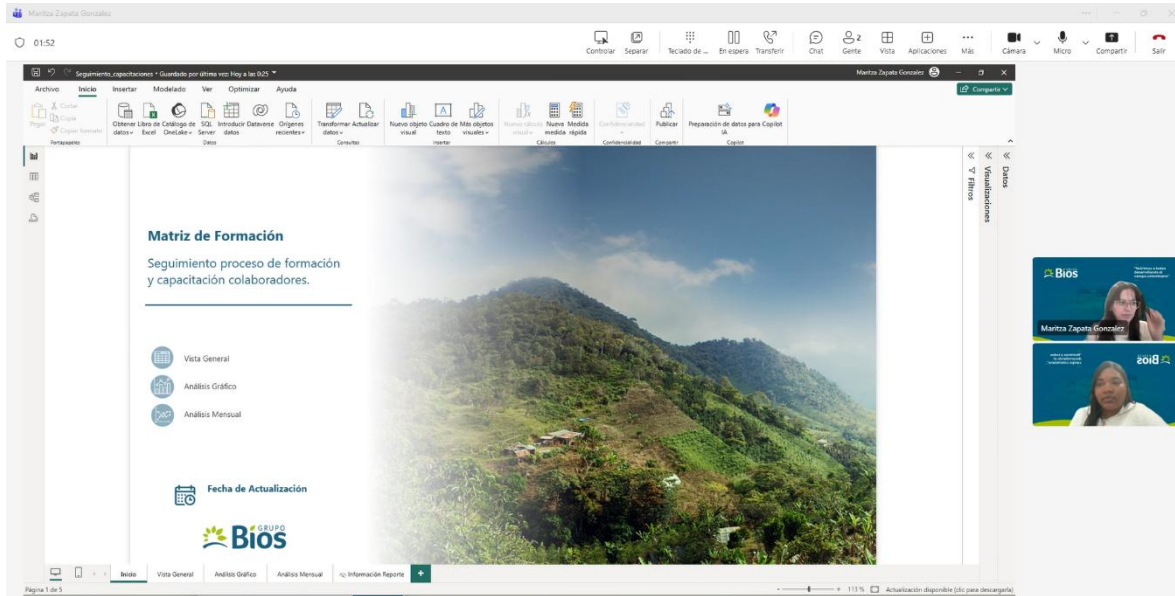 Maritza Zapata Gonzalez
01:52
Controlar Separar Teclado de ... En espera Transferir Chat 2 Gente Vista Aplicaciones Más Cámara Micro Compartir Salir
Seguimiento_capacitaciones • Guardado por última vez: Hoy a las 0:25
Maritza Zapata Gonzalez
Archivo Inicio Insertar Modelado Ver Optimizar Ayuda
Compartir
Pegar
Cortar
Copia
Copiar formato
Obtener datos
Libro de Excel
Catálogo de OneLake
SQL Server
Introducir datos
Dataverse
Orígenes recientes
Transformar datos
Actualizar
Nuevo objeto visual
Cuadro de texto
Más objetos visuales
Nuevo cálculo visual
Nueva medida
Medida rápida
Confidencialidad
Publicar
Preparación de datos para IA
Copilot
Portapapeles Datos Consultas Insertar Cálculos Confidencialidad Compartir Copilot
Filtros
Visualizaciones
Datos
Matriz de Formación
Seguimiento proceso de formación
y capacitación colaboradores.
Vista General
Análisis Gráfico
Análisis Mensual
Fecha de Actualización
GRUPO
Bios
Bios
Maritza Zapata Gonzalez
Bios
Inicio Vista General Análisis Gráfico Análisis Mensual Información Reporte +
Página 1 de 5
- + 113 % Actualización disponible (clic para descargarla)